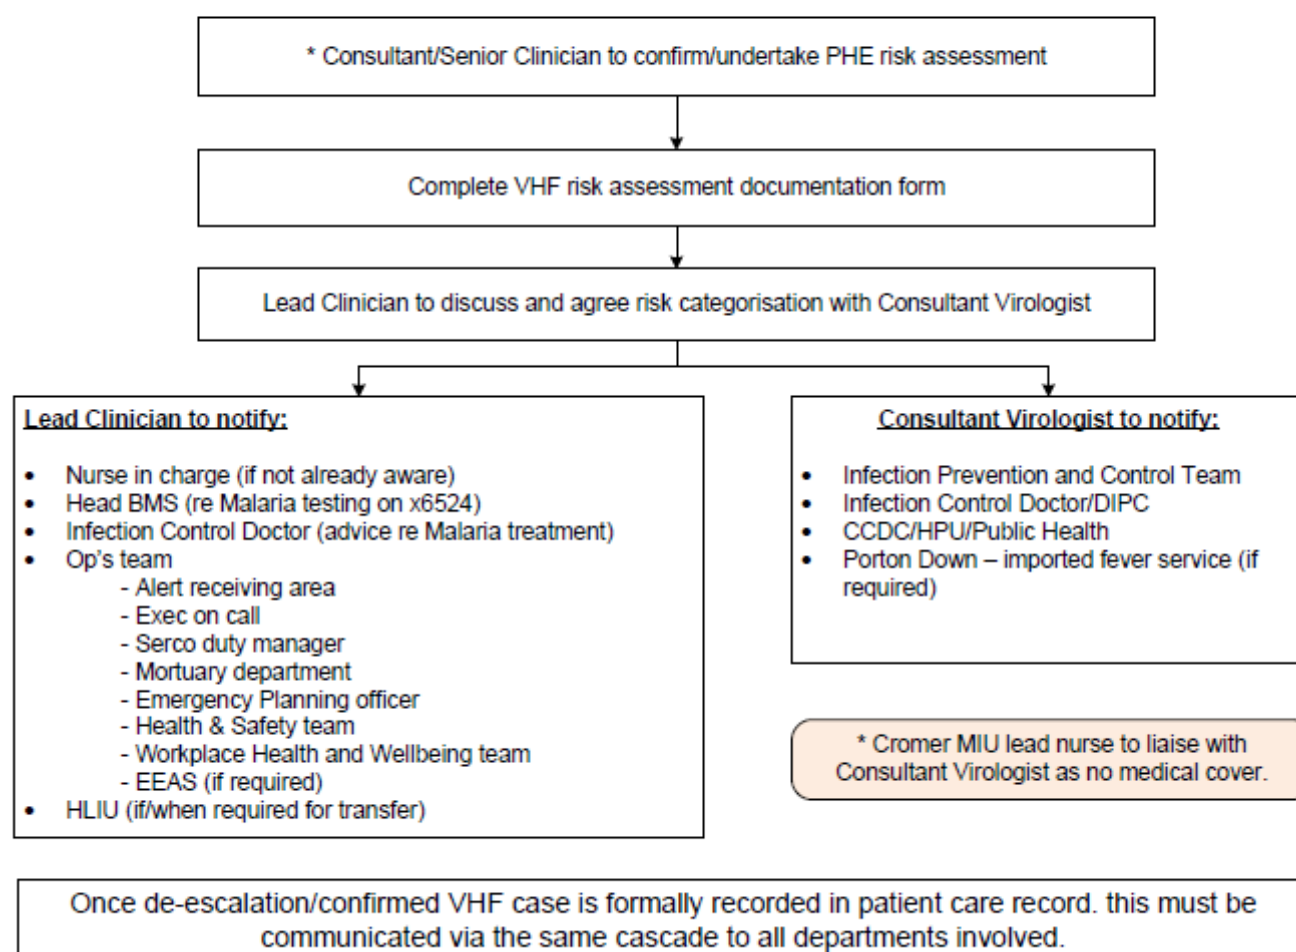 * Consultant/Senior Clinician to confirm/undertake PHE risk assessment
Complete VHF risk assessment documentation form
Lead Clinician to discuss and agree risk categorisation with Consultant Virologist
Lead Clinician to notify:
• Nurse in charge (if not already aware)
• Head BMS (re Malaria testing on x6524)
• Infection Control Doctor (advice re Malaria treatment)
• Op's team
- Alert receiving area
- Exec on call
- Serco duty manager
- Mortuary department
- Emergency Planning officer
- Health & Safety team
- Workplace Health and Wellbeing team
- EEAS (if required)
• HLIU (if/when required for transfer)
Consultant Virologist to notify:
• Infection Prevention and Control Team
• Infection Control Doctor/DIPC
• CCDC/HPU/Public Health
• Porton Down – imported fever service (if
required)
* Cromer MIU lead nurse to liaise with
Consultant Virologist as no medical cover.
Once de-escalation/confirmed VHF case is formally recorded in patient care record. this must be
communicated via the same cascade to all departments involved.